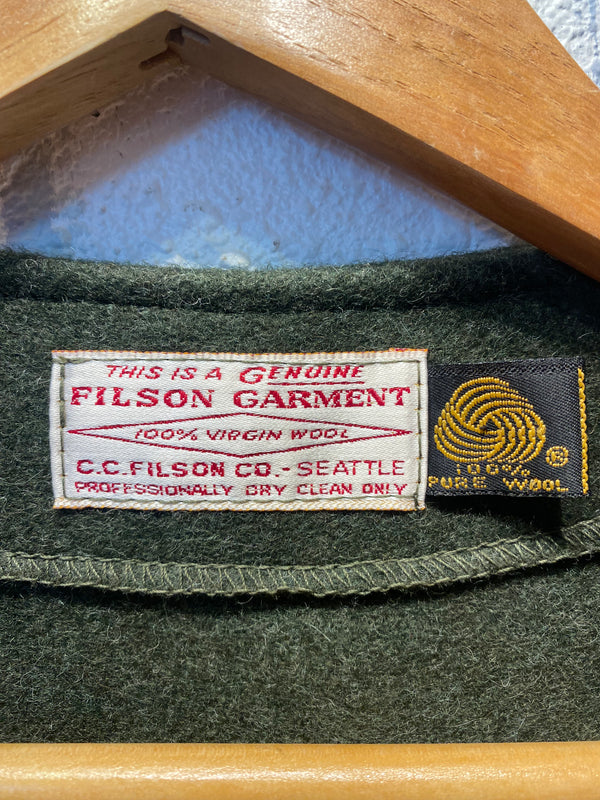 THIS IS A GENUINE
FILSON GARMENT
100% VIRGIN WOOL
C.C. FILSON CO. - SEATTLE
PROFESSIONALLY DRY CLEAN ONLY
100%
PURE WOOL
®